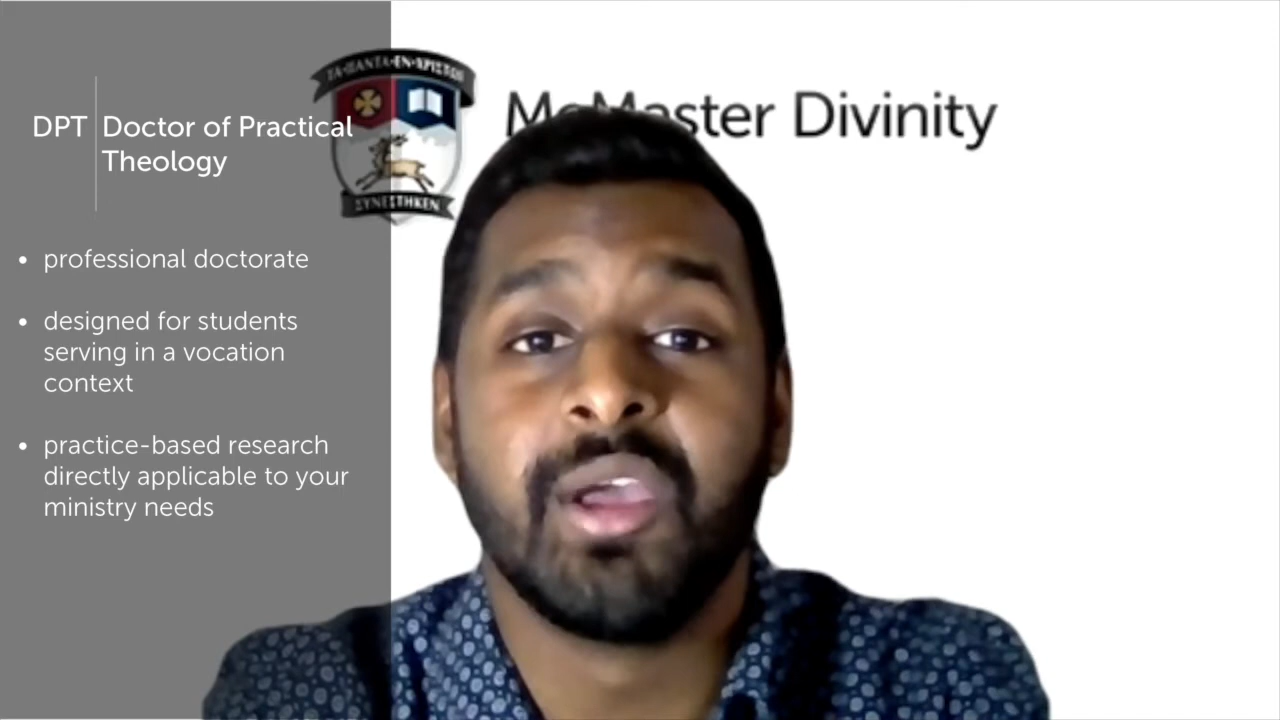 ΤΑ·ΠΑΝΤΑ·ΕΝ·ΧΡΙΣΤΩΙ
McMaster Divinity
DPT
Doctor of Practical
Theology
ΣΥΝΕΣΤΗΚΕΝ
• professional doctorate
• designed for students
serving in a vocation
context
• practice-based research
directly applicable to your
ministry needs